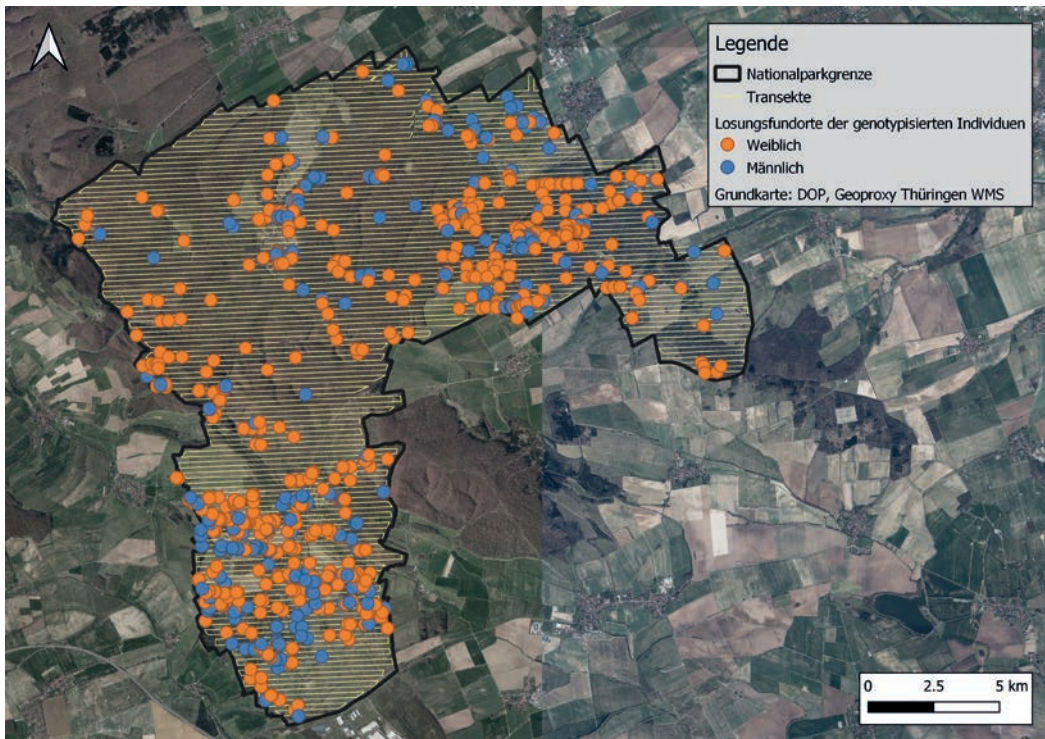 Legende
Nationalparkgrenze
Transekte
Losungsfundorte der genotypisierten Individuen
Weiblich
Männlich
Grundkarte: DOP, Geoproxy Thüringen WMS
0 2.5 5 km